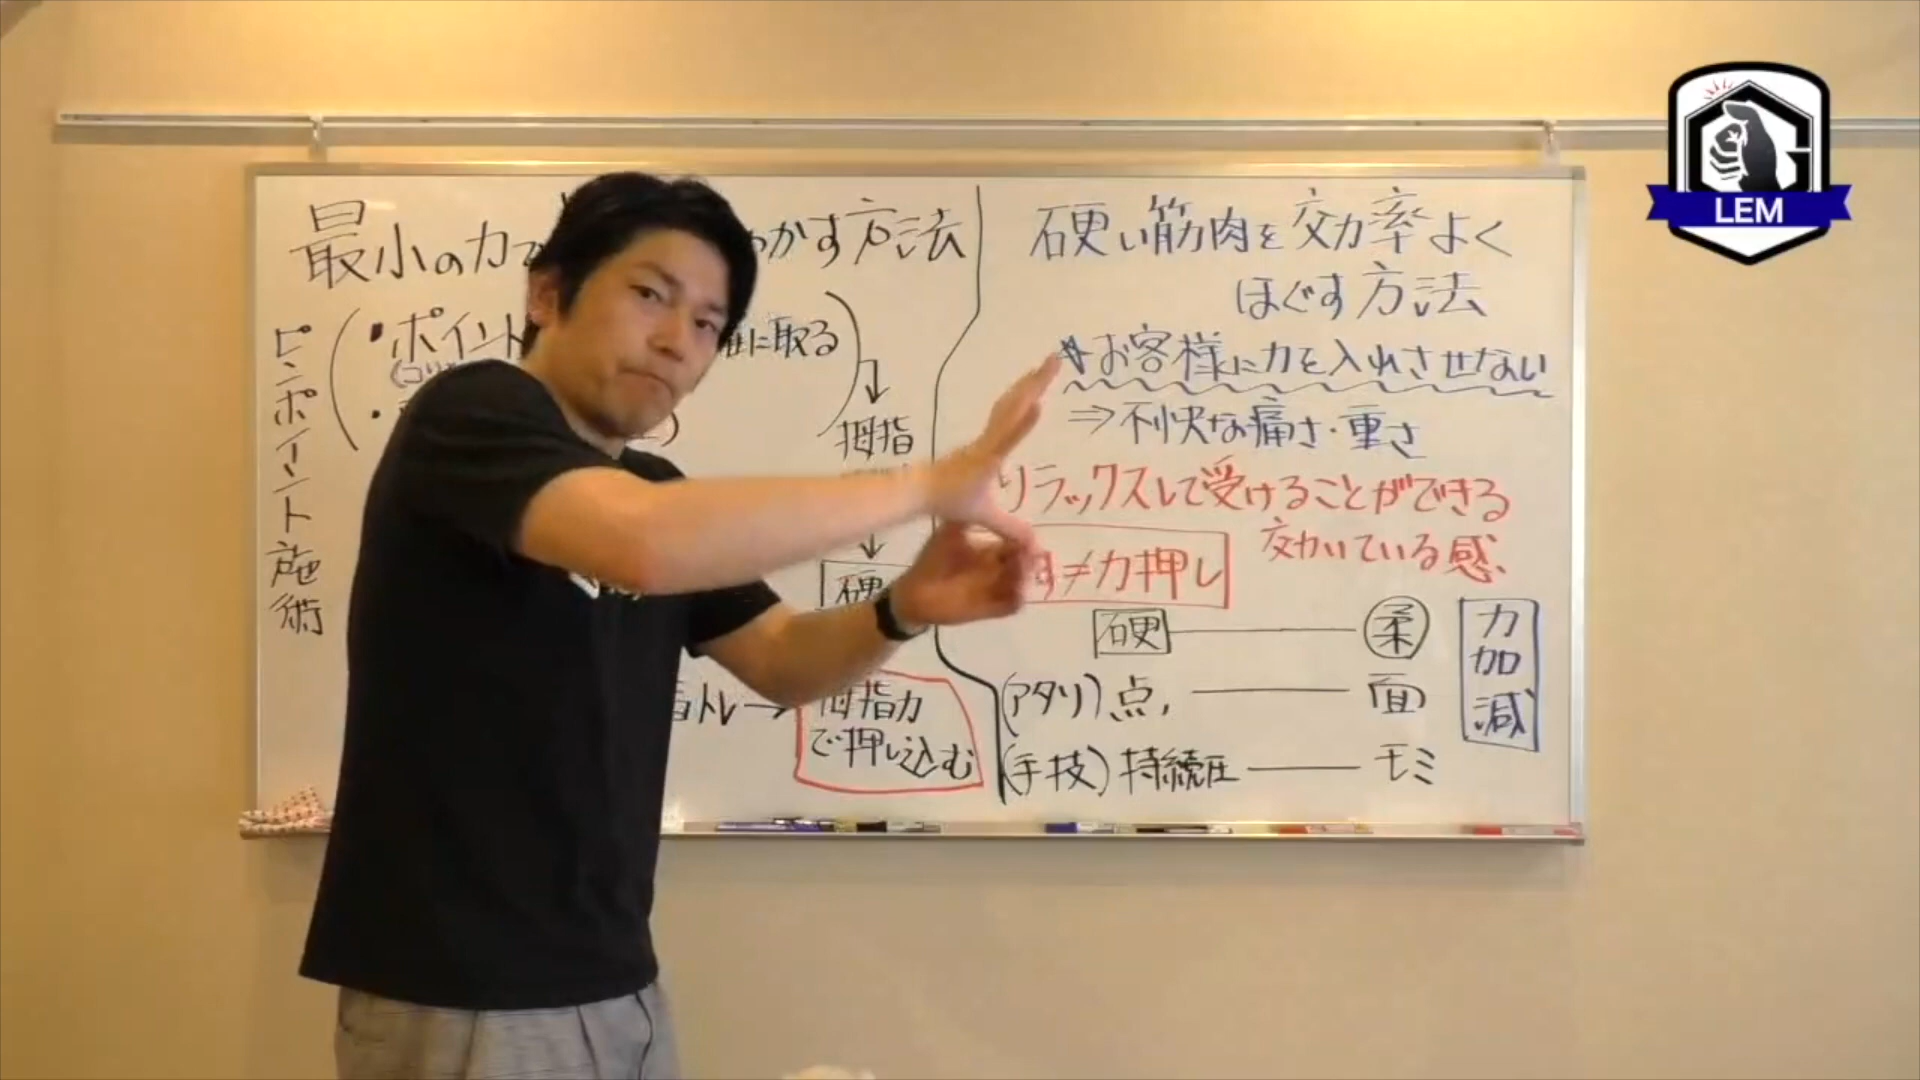 最小の力で
かす方法
ピンポイント施術
・ポイント
に取る
拇指
硬
トレ→
拇指力
で押し込む
硬い筋肉を効率よく
ほぐす方法
お客様に力を入れさせない
⇒不快な痛さ・重さ
リラックスして受けることができる
効いている感
す≠力押し
硬 柔
(アタリ)点, 面
(手技)持続圧 モミ
力加減
LEM